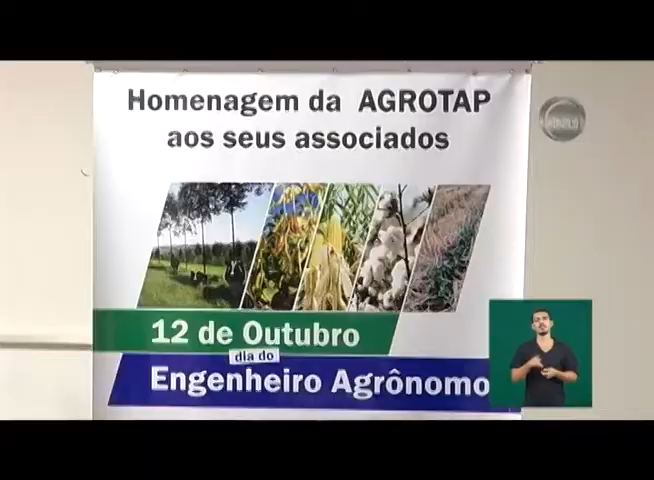 Homenagem da AGROTAP
aos seus associados
12 de Outubro
dia do
Engenheiro Agrônomo